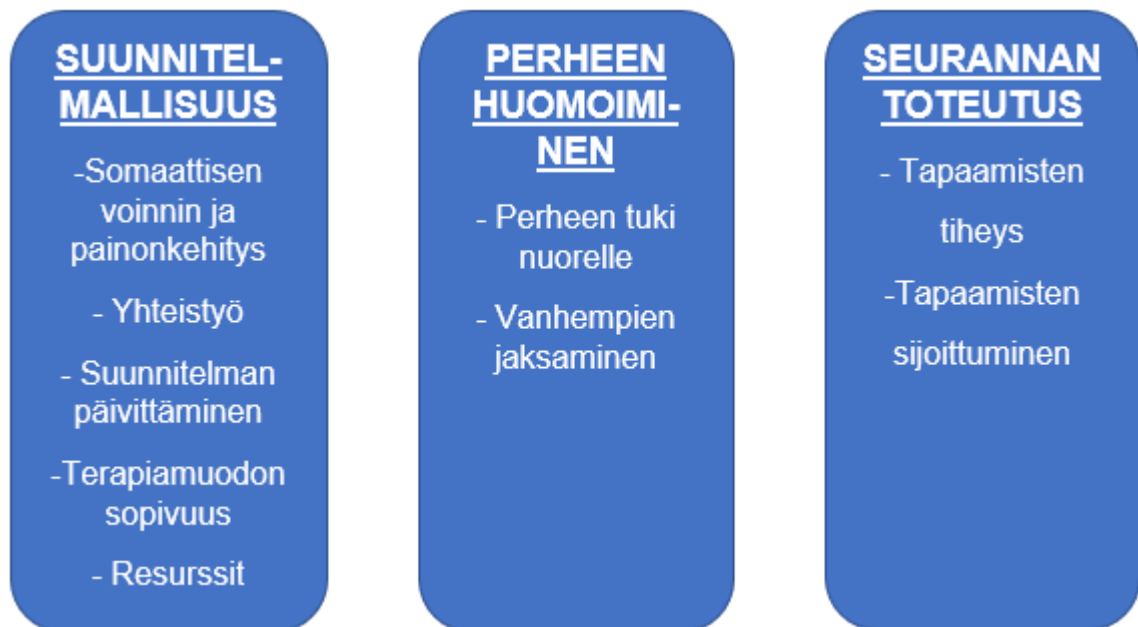 SUUNNITEL-
MALLISUUS
-Somaattisen
voinnin ja
painonkehitys
- Yhteistyö
- Suunnitelman
päivittäminen
-Terapiamuodon
sopivuus
- Resurssit
PERHEEN
HUOMOIMI-
NEN
- Perheen tuki
nuorelle
- Vanhempien
jaksaminen
SEURANNAN
TOTEUTUS
- Tapaamisten
tiheys
-Tapaamisten
sijoittuminen